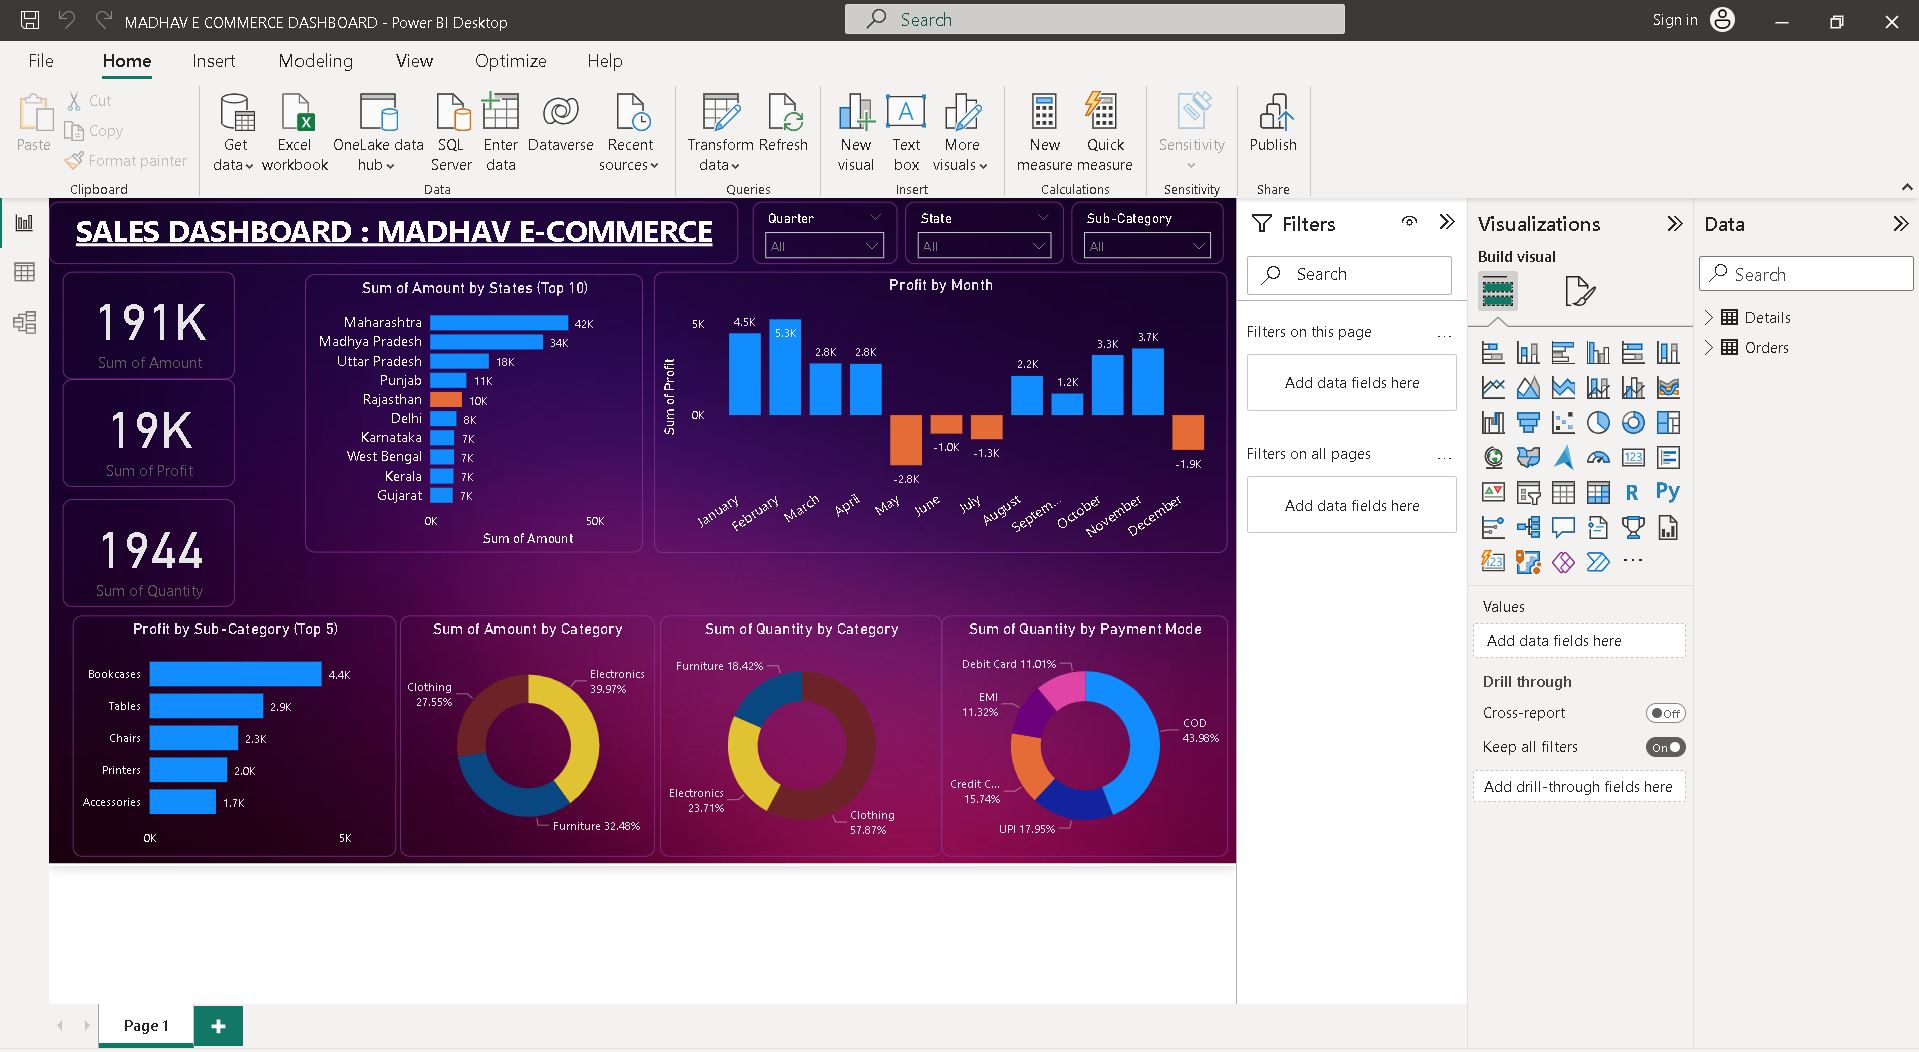 MADHAV E COMMERCE DASHBOARD - Power BI Desktop
Search
Sign in
File Home Insert Modeling View Optimize Help
Paste
Cut
Copy
Format painter
Clipboard
Get data
Excel workbook
OneLake data hub
SQL Server
Enter data
Dataverse
Recent sources
Data
Transform data
Refresh
Queries
New visual
Text box
More visuals
Insert
New measure
Quick measure
Calculations
Sensitivity
Sensitivity
Publish
Share
SALES DASHBOARD : MADHAV E-COMMERCE
Quarter
All
State
All
Sub-Category
All
191K
Sum of Amount
19K
Sum of Profit
1944
Sum of Quantity
Sum of Amount by States (Top 10)
Maharashtra 42K
Madhya Pradesh 34K
Uttar Pradesh 18K
Punjab 11K
Rajasthan 10K
Delhi 8K
Karnataka 7K
West Bengal 7K
Kerala 7K
Gujarat 7K
0K 50K
Sum of Amount
Profit by Month
Sum of Profit
5K
0K
4.5K
5.3K
2.8K
2.8K
-2.8K
-1.0K
-1.3K
2.2K
1.2K
3.3K
3.7K
-1.9K
January
February
March
April
May
June
July
August
Septem...
October
November
December
Profit by Sub-Category (Top 5)
Bookcases 4.4K
Tables 2.9K
Chairs 2.3K
Printers 2.0K
Accessories 1.7K
0K 5K
Sum of Amount by Category
Electronics
39.97%
Clothing
27.55%
Furniture 32.48%
Sum of Quantity by Category
Furniture 18.42%
Electronics
23.71%
Clothing
57.87%
Sum of Quantity by Payment Mode
Debit Card 11.01%
EMI
11.32%
COD
43.98%
Credit C...
15.74%
UPI 17.95%
Filters
Search
Filters on this page ...
Add data fields here
Filters on all pages ...
Add data fields here
Visualizations
Build visual
123
R
Py
123
...
Values
Add data fields here
Drill through
Cross-report Off
Keep all filters On
Add drill-through fields here
Data
Search
Details
Orders
Page 1